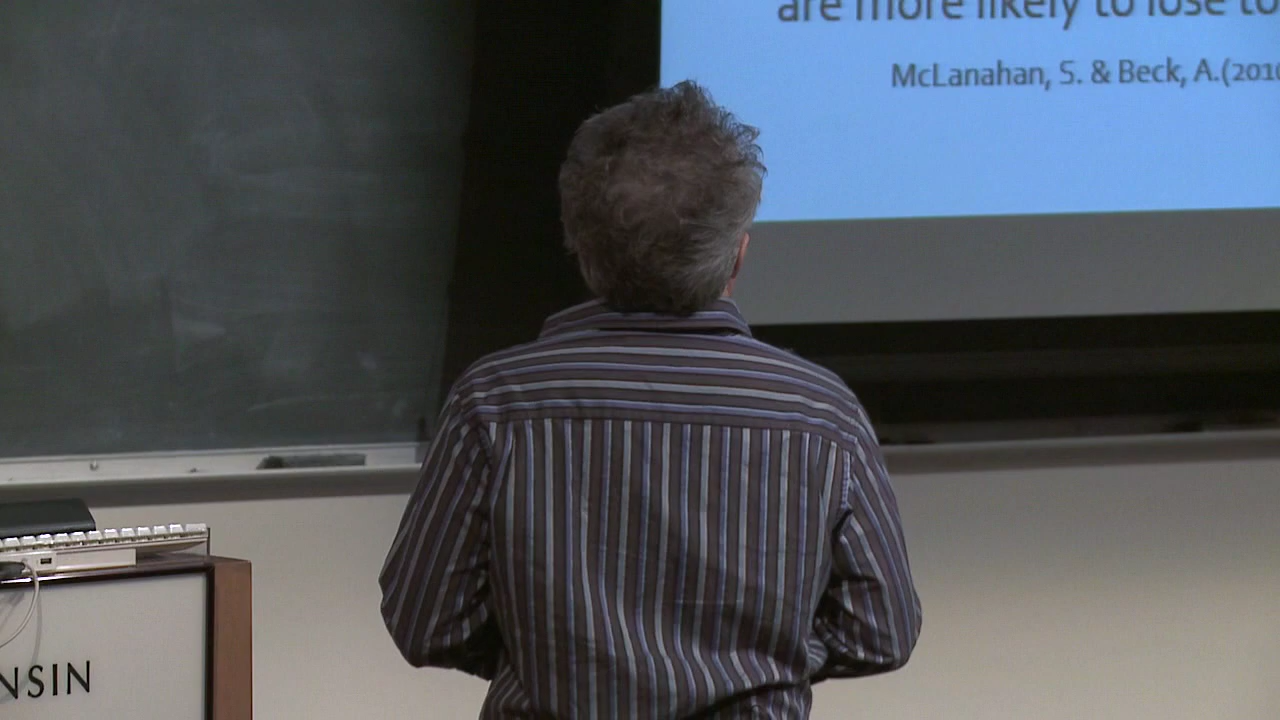 are more likely to lose to
McLanahan, S. & Beck, A.(2010
NSIN